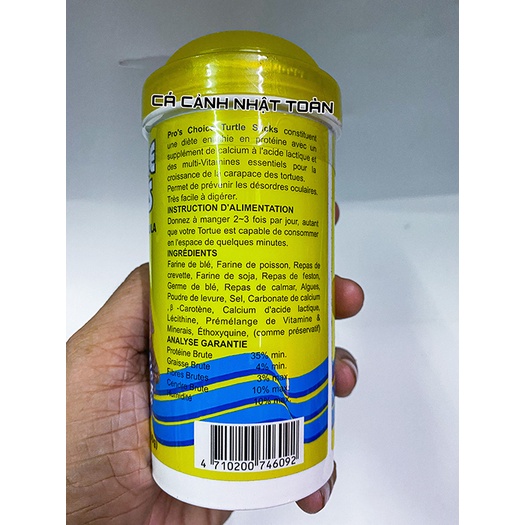 CÁ CẢNH NHẬT TOÀN
Pro's Choice Turtle Sticks constituent
une diète enrichie en protéine avec un
supplément de calcium à l'acide lactique et
des multi-Vitamines essentiels pour la
croissance de la carapace des tortues.
Permet de prévenir les désordres oculaires.
Très facile à digérer.
INSTRUCTION D'ALIMENTATION
Donnez à manger 2~3 fois par jour, autant
que votre Tortue est capable de consommer
en l'espace de quelques minutes.
INGRÉDIENTS
Farine de blé, Farine de poisson, Repas de
crevette, Farine de soja, Repas de feston,
Germe de blé, Repas de calmar, Algues,
Poudre de levure, Sel, Carbonate de calcium
, β -Carotène, Calcium d'acide lactique,
Lécithine, Prémélange de Vitamine &
Minerais, Éthoxyquine, (comme préservatif)
ANALYSE GARANTIE
Protéine Brute 35% min.
Graisse Brute 4% min.
Fibres Brutes 3% max.
Cendre Brute 10% max.
Humidité 10% max.
4 710200 746092